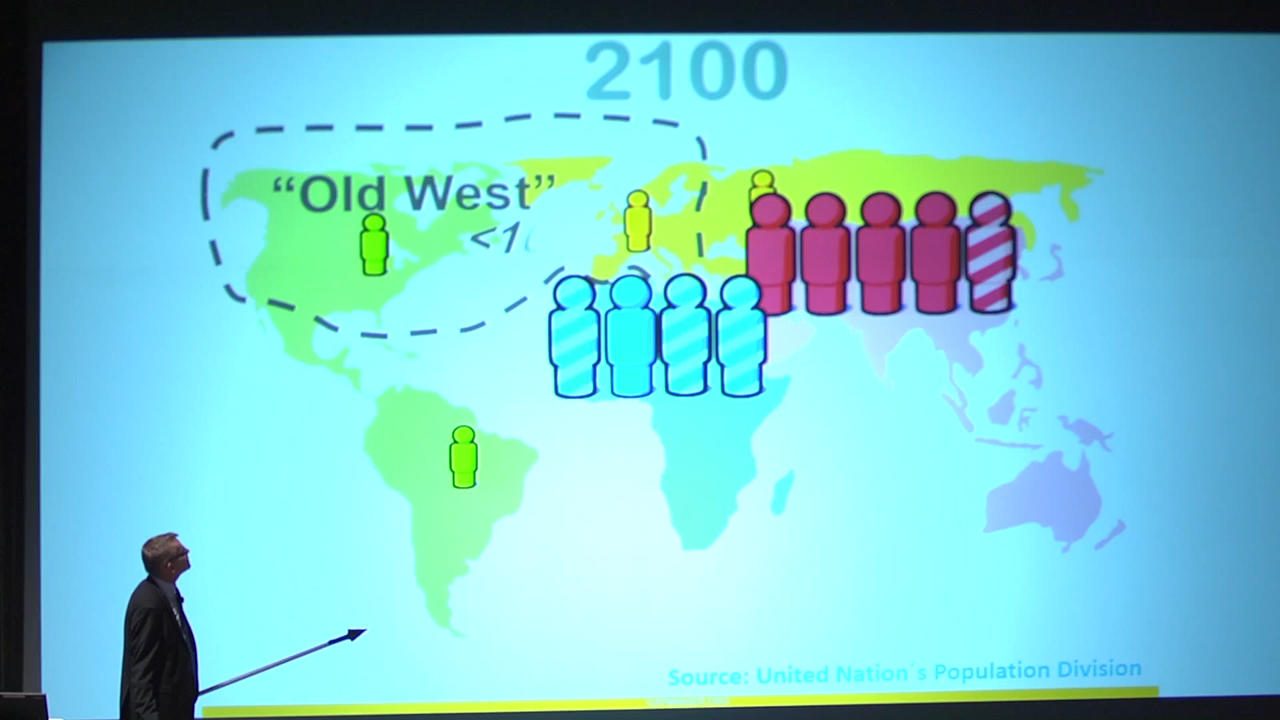 2100
“Old West”
<1
Source: United Nation´s Population Division